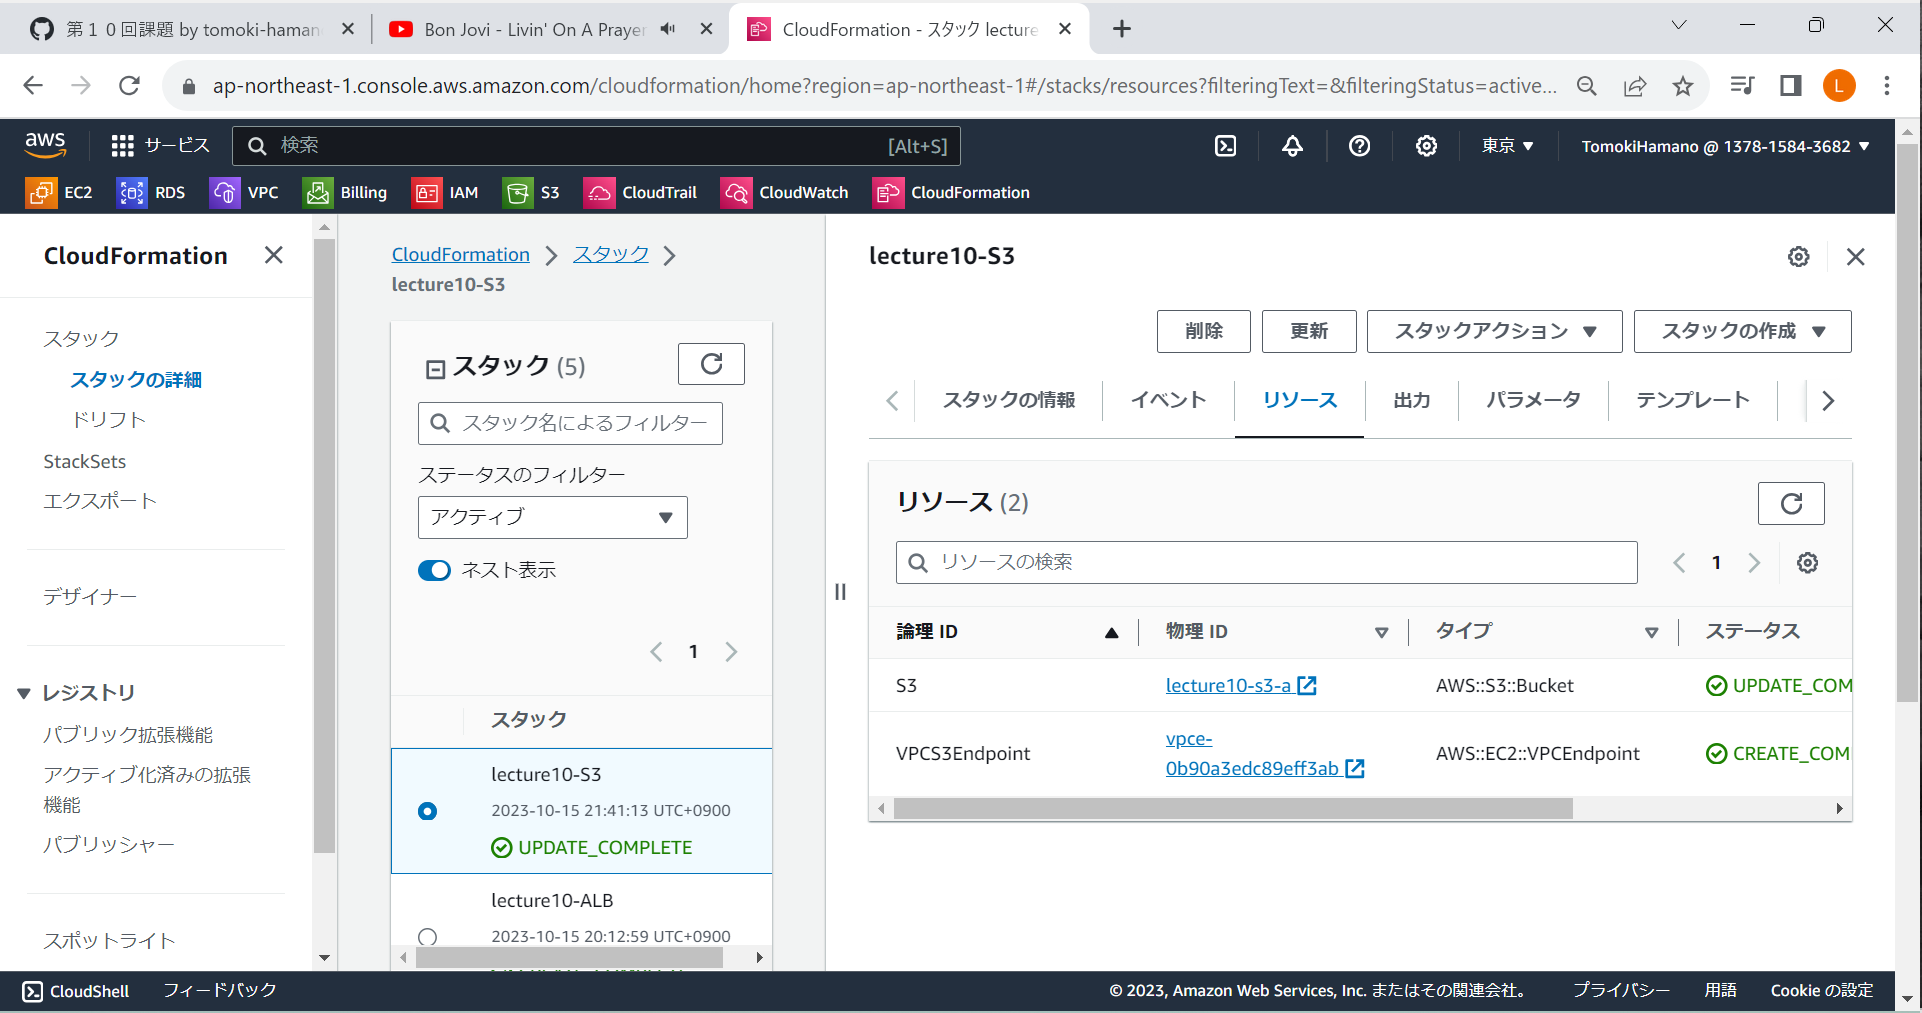 第１０回課題 by tomoki-haman
Bon Jovi - Livin' On A Prayer
CloudFormation - スタック lecture
ap-northeast-1.console.aws.amazon.com/cloudformation/home?region=ap-northeast-1#/stacks/resources?filteringText=&filteringStatus=active...
L
aws
サービス
検索
[Alt+S]
東京 ▼
TomokiHamano @ 1378-1584-3682 ▼
EC2
RDS
VPC
Billing
IAM
S3
CloudTrail
CloudWatch
CloudFormation
CloudFormation
スタック
スタックの詳細
ドリフト
StackSets
エクスポート
デザイナー
レジストリ
パブリック拡張機能
アクティブ化済みの拡張
機能
パブリッシャー
スポットライト
CloudFormation
スタック
lecture10-S3
スタック (5)
スタック名によるフィルター
ステータスのフィルター
アクティブ
ネスト表示
1
スタック
lecture10-S3
2023-10-15 21:41:13 UTC+0900
UPDATE_COMPLETE
lecture10-ALB
2023-10-15 20:12:59 UTC+0900
lecture10-S3
削除
更新
スタックアクション ▼
スタックの作成 ▼
スタックの情報
イベント
リソース
出力
パラメータ
テンプレート
リソース (2)
リソースの検索
1
論理 ID
物理 ID
タイプ
ステータス
S3
lecture10-s3-a
AWS::S3::Bucket
UPDATE_COM
VPCS3Endpoint
vpce-
0b90a3edc89eff3ab
AWS::EC2::VPCEndpoint
CREATE_COM
CloudShell
フィードバック
© 2023, Amazon Web Services, Inc. またはその関連会社。
プライバシー
用語
Cookie の設定